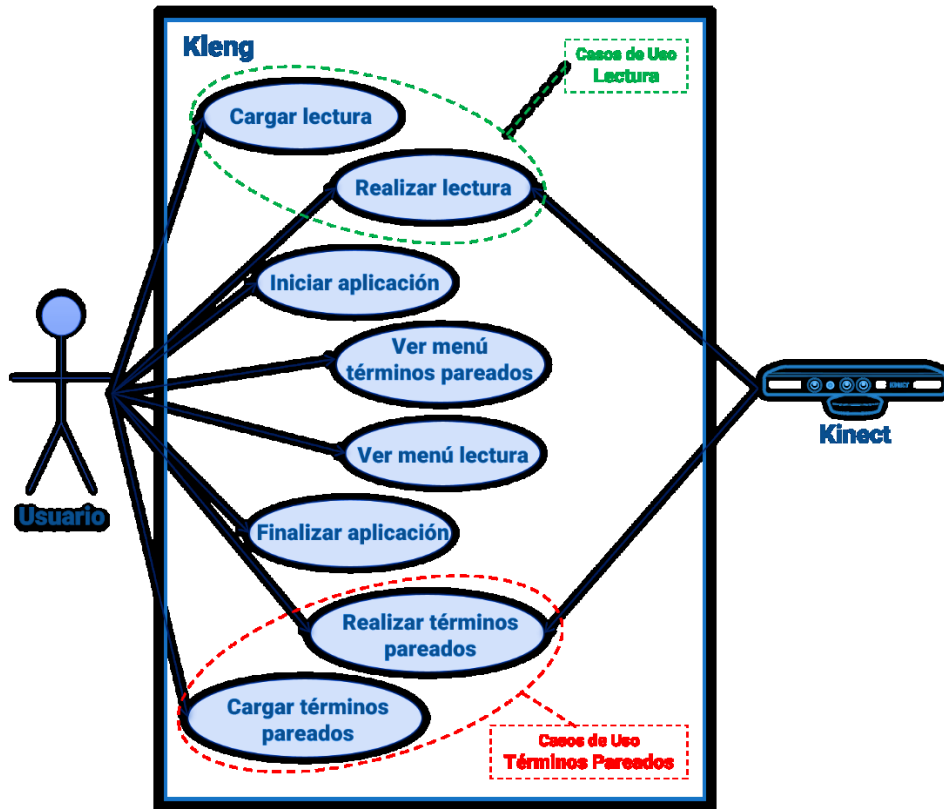 Kleng
Casos de Uso
Lectura
Cargar lectura
Realizar lectura
Iniciar aplicación
Ver menú
términos pareados
KINECT
Kinect
Ver menú lectura
Usuario
Finalizar aplicación
Realizar términos
pareados
Cargar términos
pareados
Casos de Uso
Términos Pareados